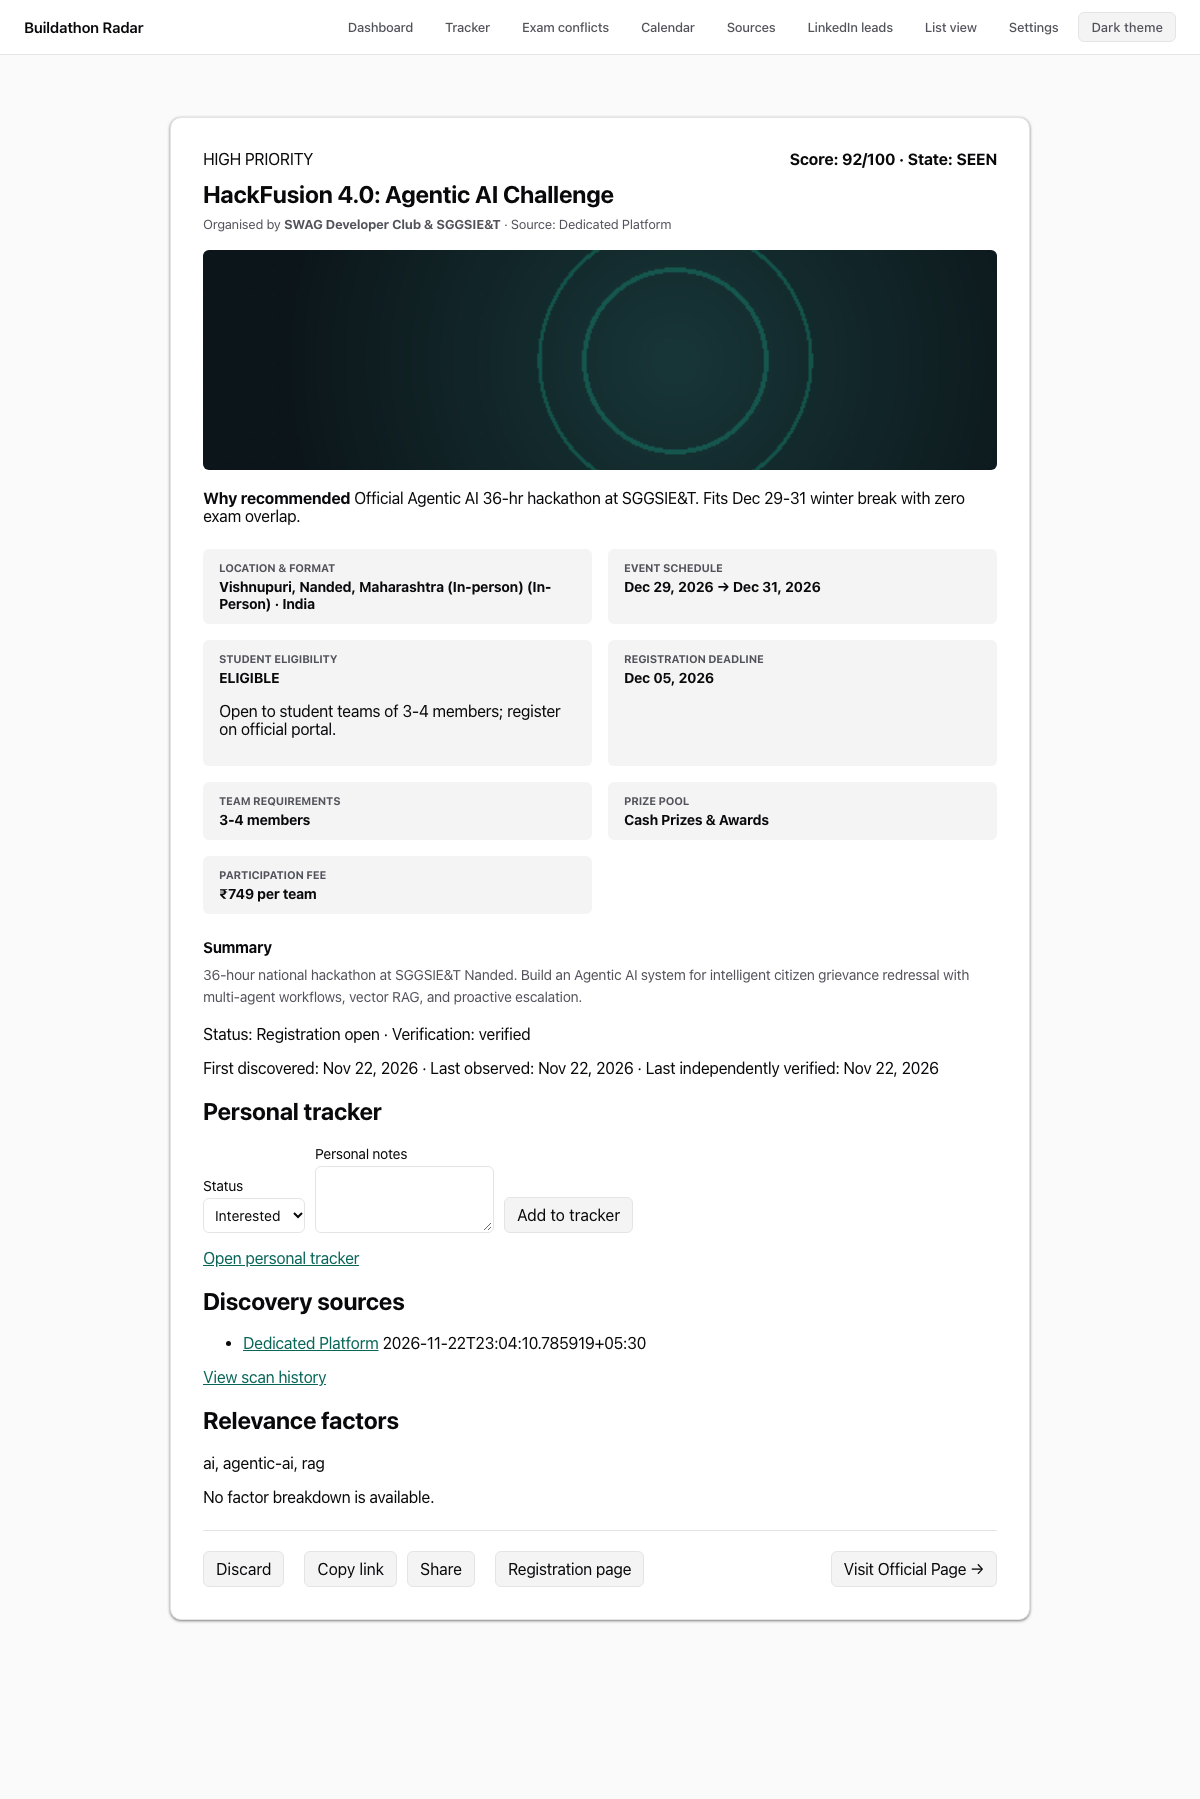 Buildathon Radar
Dashboard
Tracker
Exam conflicts
Calendar
Sources
LinkedIn leads
List view
Settings
Dark theme
HIGH PRIORITY
Score: 92/100 · State: SEEN
HackFusion 4.0: Agentic AI Challenge
Organised by SWAG Developer Club & SGGSIE&T · Source: Dedicated Platform
Why recommended Official Agentic AI 36-hr hackathon at SGGSIE&T. Fits Dec 29-31 winter break with zero
exam overlap.
LOCATION & FORMAT
Vishnupuri, Nanded, Maharashtra (In-person) (In-
Person) · India
EVENT SCHEDULE
Dec 29, 2026 → Dec 31, 2026
STUDENT ELIGIBILITY
ELIGIBLE
Open to student teams of 3-4 members; register
on official portal.
REGISTRATION DEADLINE
Dec 05, 2026
TEAM REQUIREMENTS
3-4 members
PRIZE POOL
Cash Prizes & Awards
PARTICIPATION FEE
₹749 per team
Summary
36-hour national hackathon at SGGSIE&T Nanded. Build an Agentic AI system for intelligent citizen grievance redressal with
multi-agent workflows, vector RAG, and proactive escalation.
Status: Registration open · Verification: verified
First discovered: Nov 22, 2026 · Last observed: Nov 22, 2026 · Last independently verified: Nov 22, 2026
Personal tracker
Status
Interested
Personal notes
Add to tracker
Open personal tracker
Discovery sources
• Dedicated Platform 2026-11-22T23:04:10.785919+05:30
View scan history
Relevance factors
ai, agentic-ai, rag
No factor breakdown is available.
Discard
Copy link
Share
Registration page
Visit Official Page →